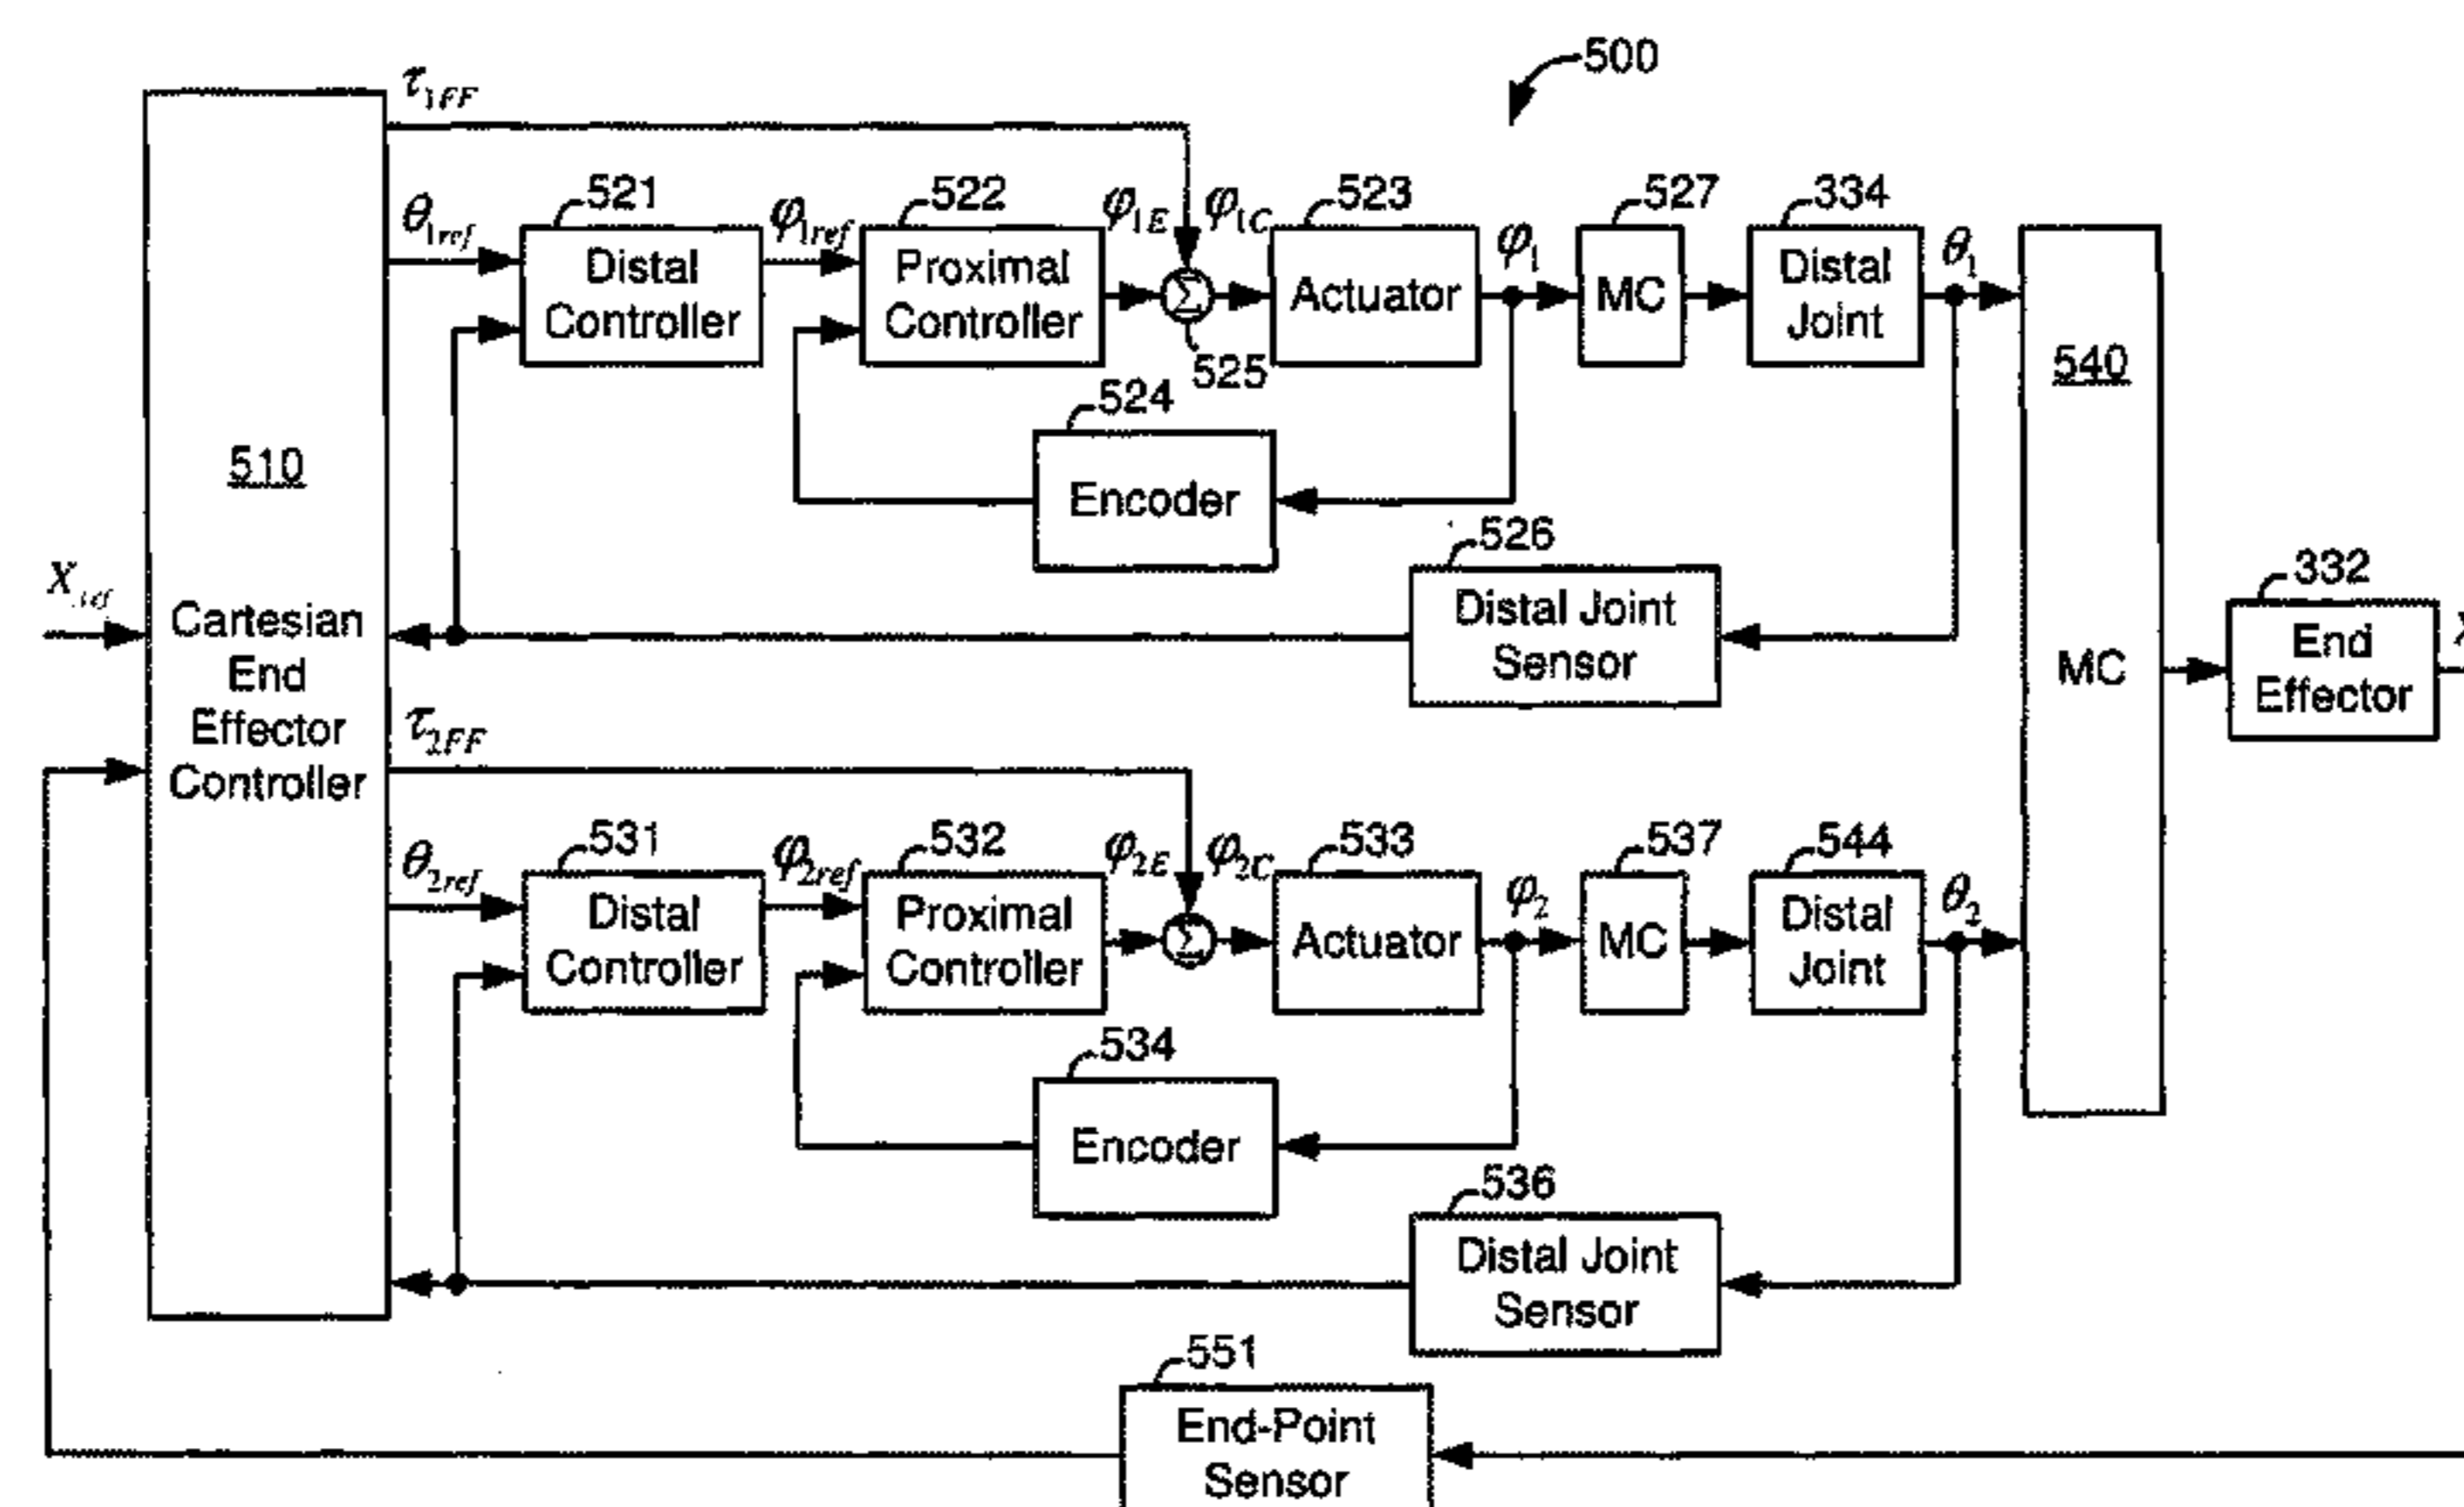 500
τ1FF
θ1ref
521
Distal
Controller
φ1ref
522
Proximal
Controller
φ1E
φ1C
Σ
525
523
Actuator
φ1
527
MC
334
Distal
Joint
θ1
540
MC
524
Encoder
526
Distal Joint
Sensor
510
Cartesian
End
Effector
Controller
332
End
Effector
τ2FF
θ2ref
531
Distal
Controller
φ2ref
532
Proximal
Controller
φ2E
φ2C
Σ
533
Actuator
φ2
537
MC
544
Distal
Joint
θ2
534
Encoder
536
Distal Joint
Sensor
551
End-Point
Sensor